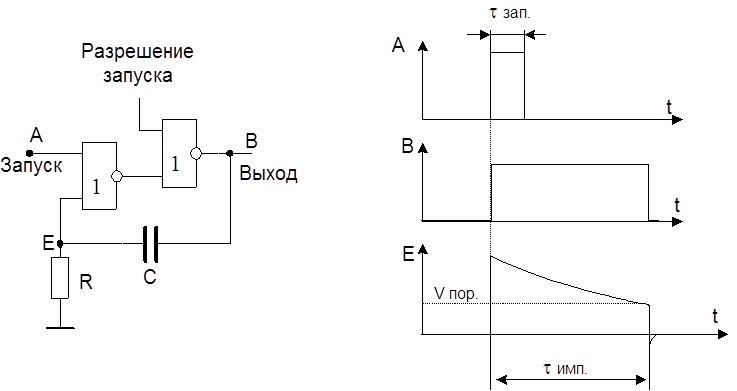 Разрешение
запуска
A
Запуск
1
1
B
Выход
E
R
C
τ зап.
A
t
B
t
E
V пор.
t
τ имп.